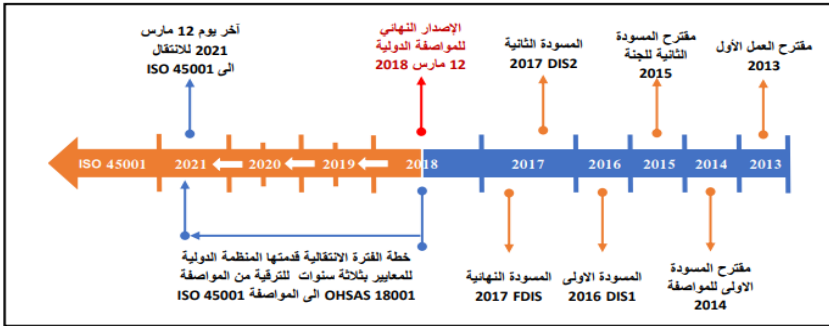 مقترح العمل الأول
2013
مقترح المسودة
الثانية للجنة
2015
المسودة الثانية
2017 DIS2
الإصدار النهائي
للمواصفة الدولية
12 مارس 2018
آخر يوم 12 مارس
2021 للانتقال
الى ISO 45001
2013
2014
2015
2016
2017
2018
2019
2020
2021
ISO 45001
مقترح المسودة
الاولى للمواصفة
2014
المسودة الاولى
2016 DIS1
المسودة النهائية
2017 FDIS
خطة الفترة الانتقالية قدمتها المنظمة الدولية
للمعايير بثلاثة سنوات للترقية من المواصفة
OHSAS 18001 الى المواصفة ISO 45001